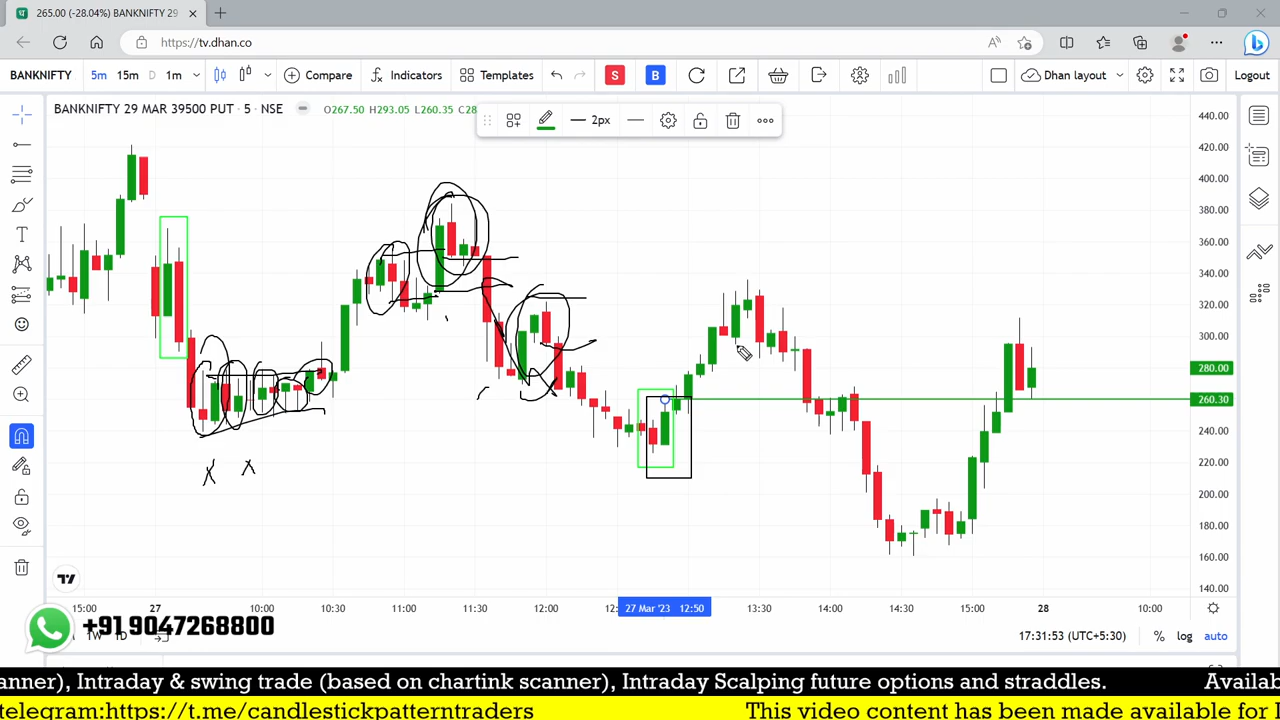 265.00 (-28.04%) BANKNIFTY 29
https://tv.dhan.co
BANKNIFTY 5m 15m D 1m Compare Indicators Templates S B Dhan layout Logout
BANKNIFTY 29 MAR 39500 PUT · 5 · NSE O267.50 H293.05 L260.35 C28
2px
440.00
420.00
400.00
380.00
360.00
340.00
320.00
300.00
280.00
260.30
240.00
220.00
200.00
180.00
160.00
140.00
X X
15:00 27 10:00 10:30 11:00 11:30 12:00 12: 27 Mar '23 12:50 13:30 14:00 14:30 15:00 28 10:00
+91 9047268800
1W 1D 17:31:53 (UTC+5:30) % log auto
anner), Intraday & swing trade (based on chartink scanner), Intraday Scalping future options and straddles. Availab
telegram:https://t.me/candlestickpatterntraders This video content has been made available for